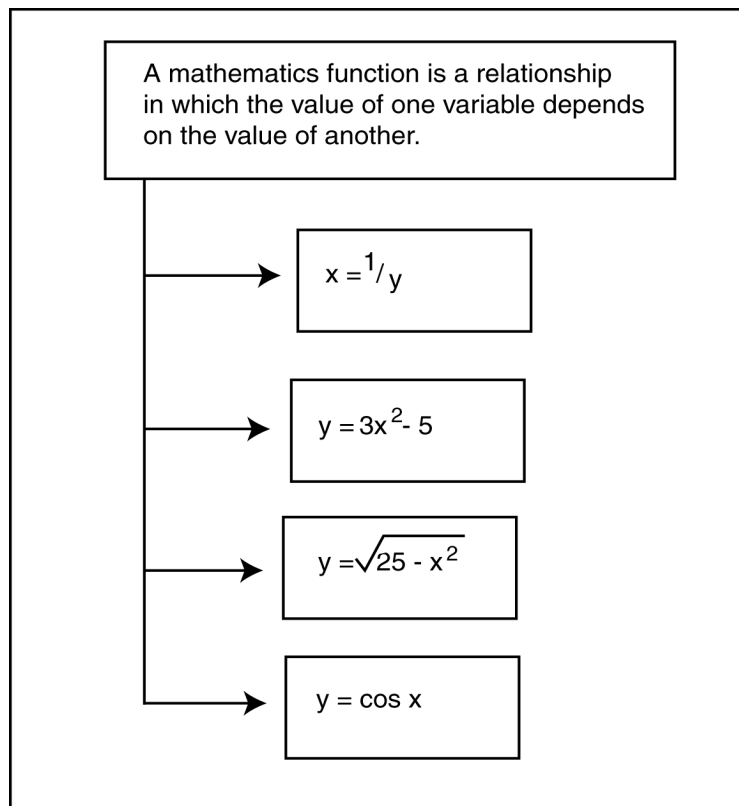 A mathematics function is a relationship
in which the value of one variable depends
on the value of another.
x = 1/y
y = 3x² - 5
y = √25 - x²
y = cos x